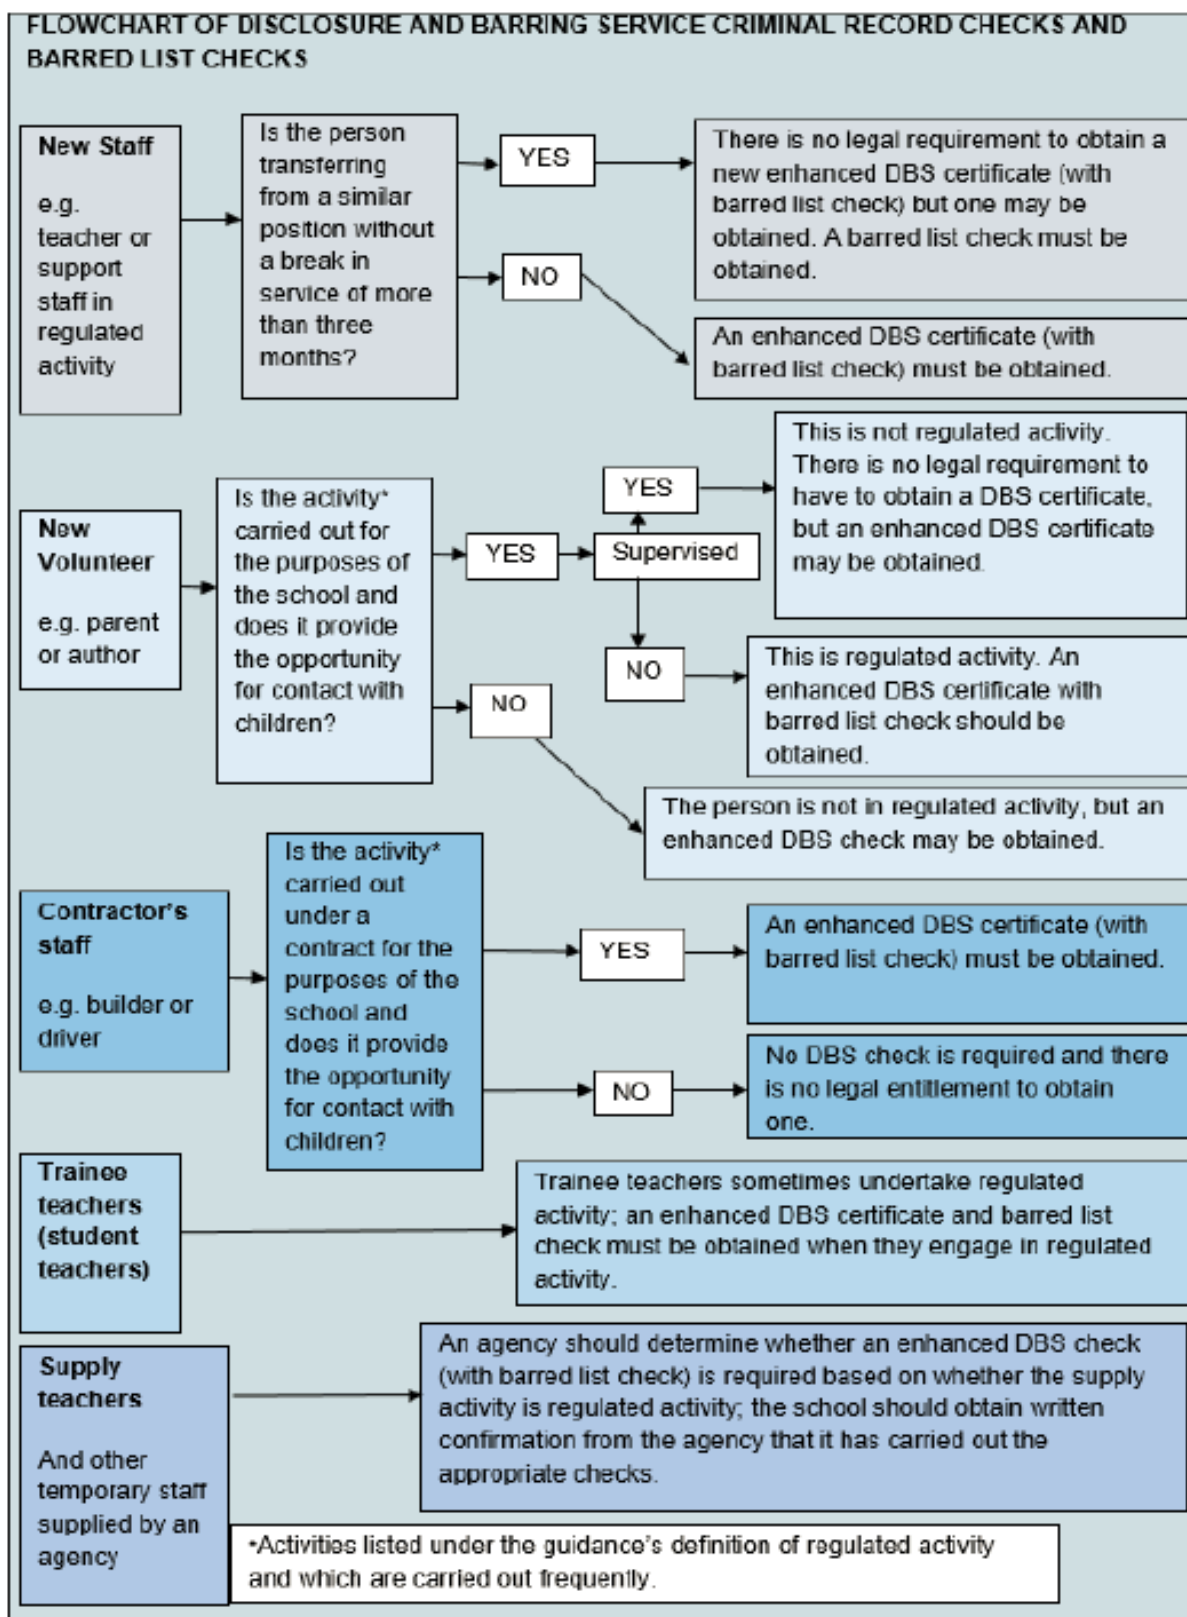 FLOWCHART OF DISCLOSURE AND BARRING SERVICE CRIMINAL RECORD CHECKS AND
BARRED LIST CHECKS
New Staff
e.g.
teacher or
support
staff in
regulated
activity
Is the person
transferring
from a similar
position without
a break in
service of more
than three
months?
YES
There is no legal requirement to obtain a
new enhanced DBS certificate (with
barred list check) but one may be
obtained. A barred list check must be
obtained.
NO
An enhanced DBS certificate (with
barred list check) must be obtained.
New
Volunteer
e.g. parent
or author
Is the activity*
carried out for
the purposes of
the school and
does it provide
the opportunity
for contact with
children?
YES
Supervised
YES
This is not regulated activity.
There is no legal requirement to
have to obtain a DBS certificate,
but an enhanced DBS certificate
may be obtained.
NO
This is regulated activity. An
enhanced DBS certificate with
barred list check should be
obtained.
NO
The person is not in regulated activity, but an
enhanced DBS check may be obtained.
Contractor's
staff
e.g. builder or
driver
Is the activity*
carried out
under a
contract for the
purposes of the
school and
does it provide
the opportunity
for contact with
children?
YES
An enhanced DBS certificate (with
barred list check) must be obtained.
NO
No DBS check is required and there
is no legal entitlement to obtain
one.
Trainee
teachers
(student
teachers)
Trainee teachers sometimes undertake regulated
activity; an enhanced DBS certificate and barred list
check must be obtained when they engage in regulated
activity.
Supply
teachers
And other
temporary staff
supplied by an
agency
An agency should determine whether an enhanced DBS check
(with barred list check) is required based on whether the supply
activity is regulated activity; the school should obtain written
confirmation from the agency that it has carried out the
appropriate checks.
*Activities listed under the guidance's definition of regulated activity
and which are carried out frequently.